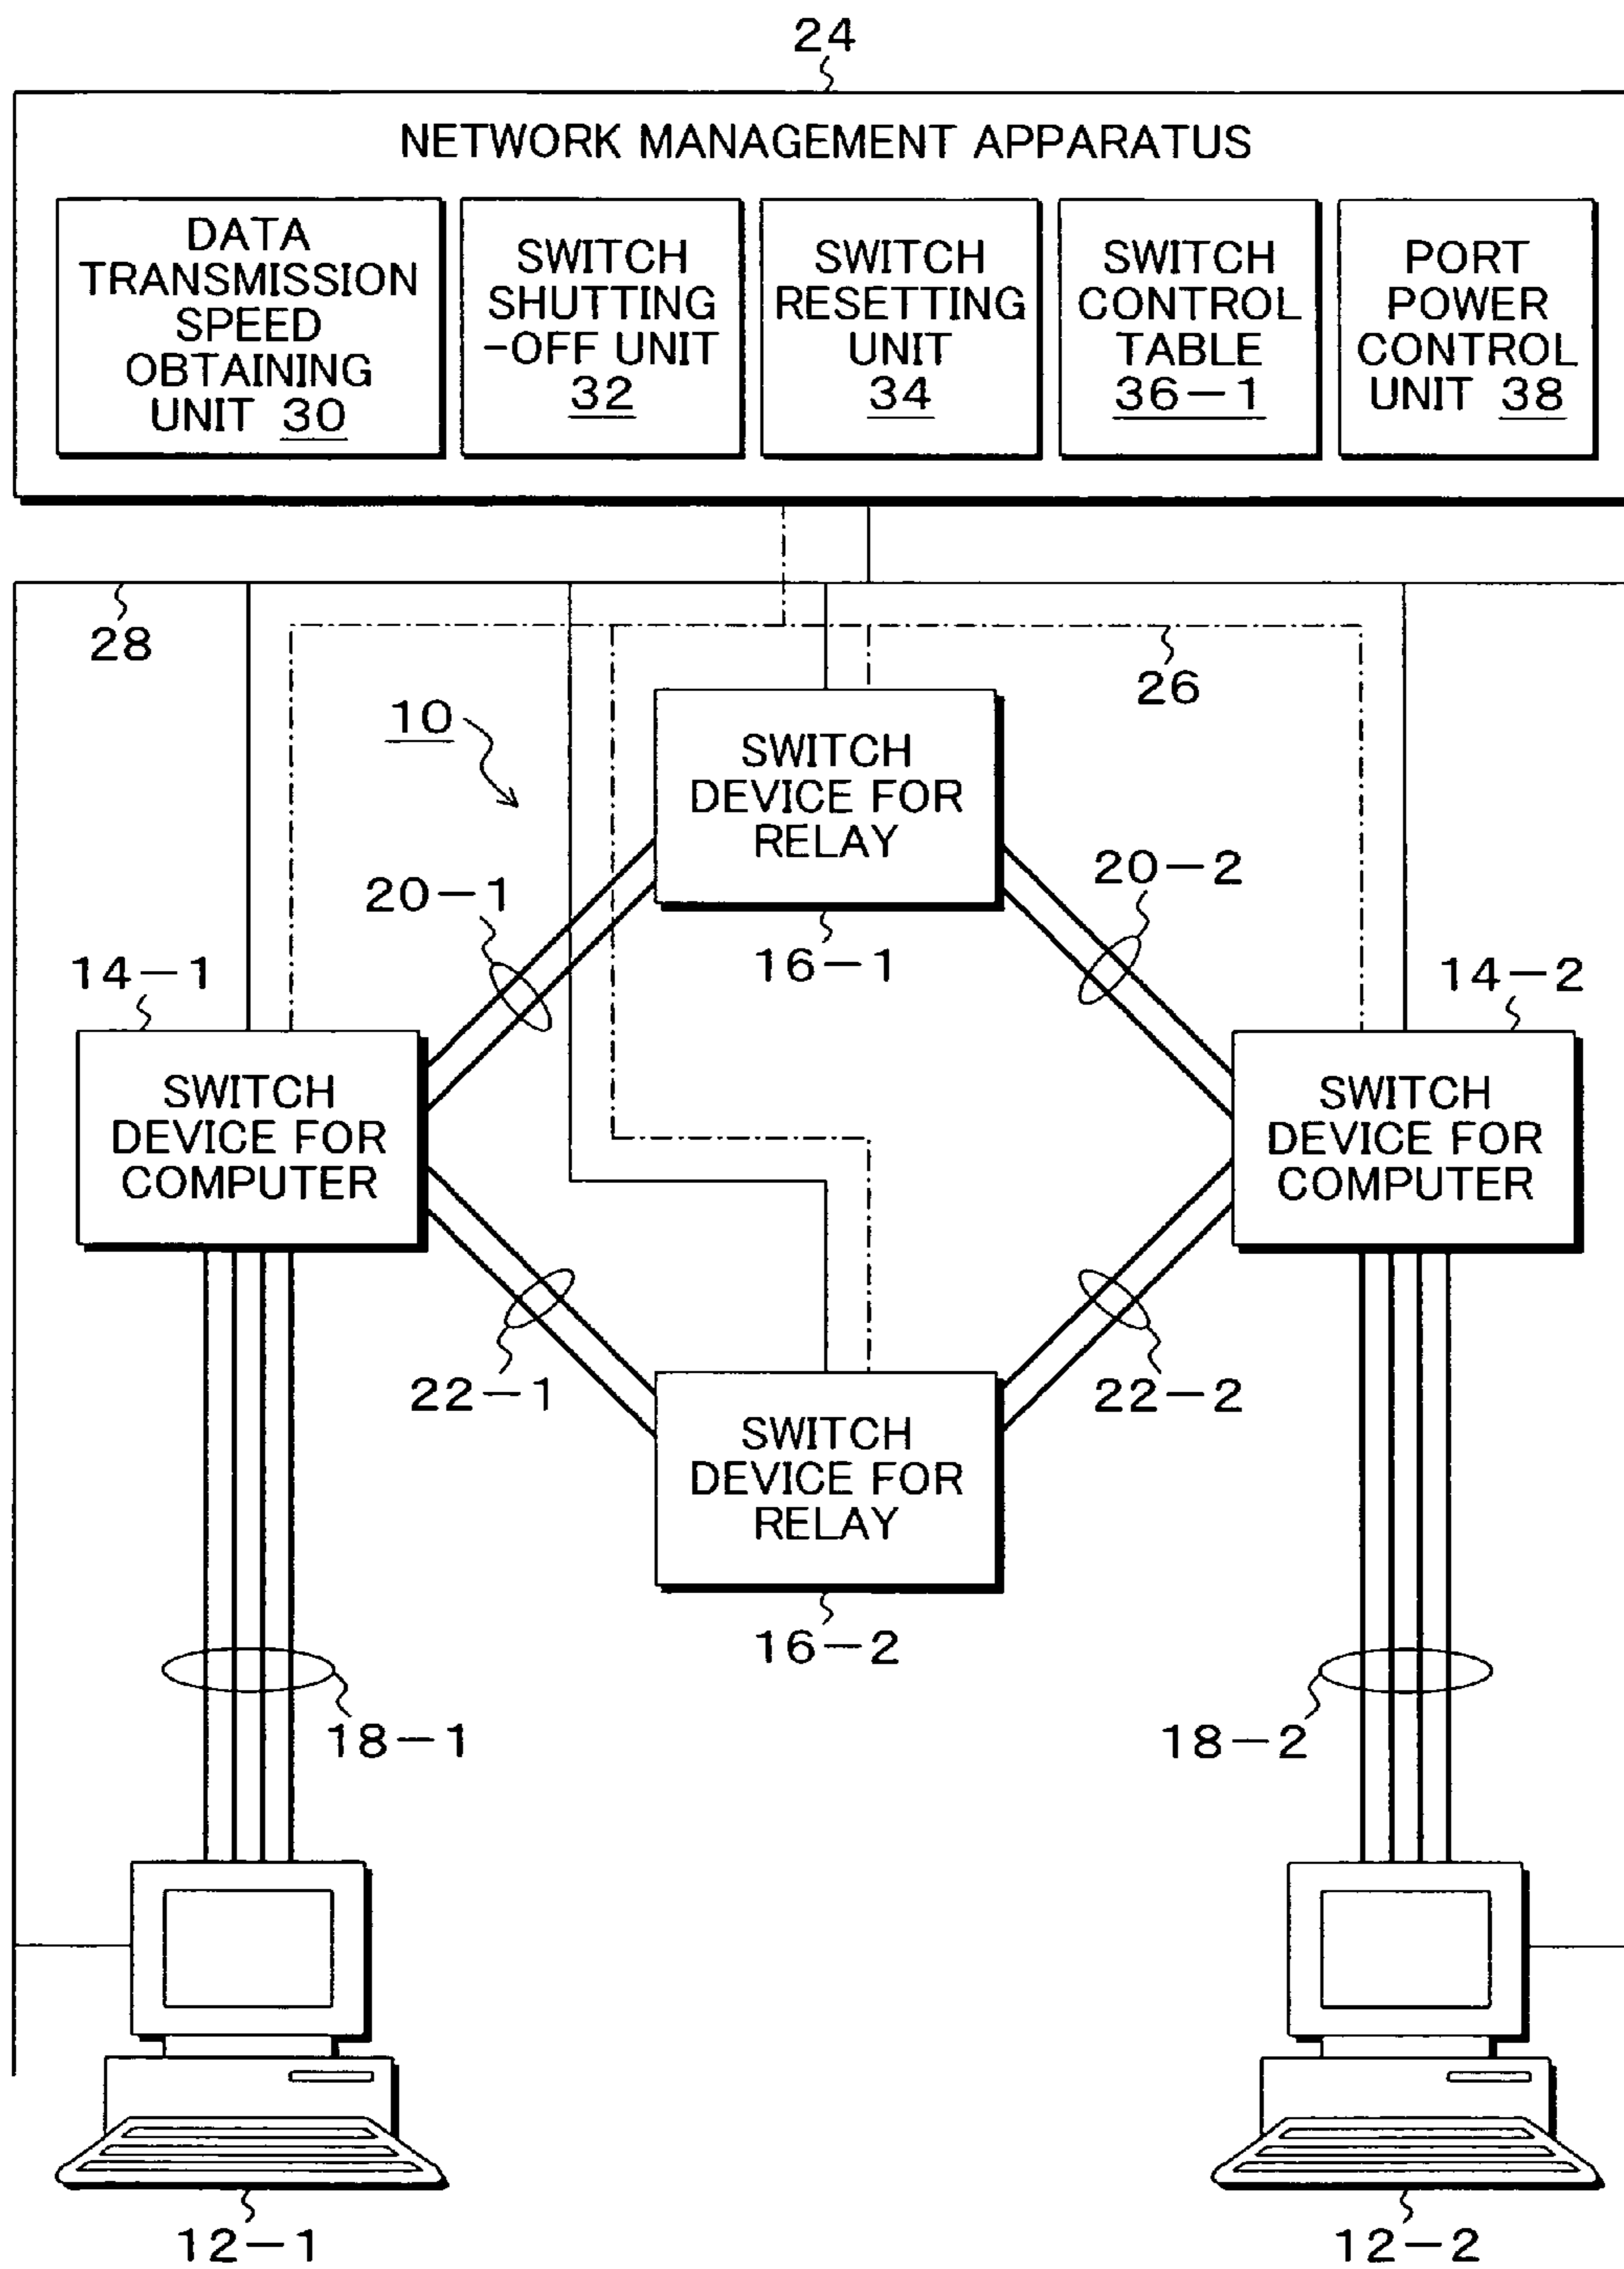 24
NETWORK MANAGEMENT APPARATUS
DATA
TRANSMISSION
SPEED
OBTAINING
UNIT 30
SWITCH
SHUTTING
-OFF UNIT
32
SWITCH
RESETTING
UNIT
34
SWITCH
CONTROL
TABLE
36-1
PORT
POWER
CONTROL
UNIT 38
28
26
10
SWITCH
DEVICE FOR
RELAY
20-1
20-2
16-1
14-1
14-2
SWITCH
DEVICE FOR
COMPUTER
SWITCH
DEVICE FOR
COMPUTER
22-1
22-2
SWITCH
DEVICE FOR
RELAY
16-2
18-1
18-2
12-1
12-2